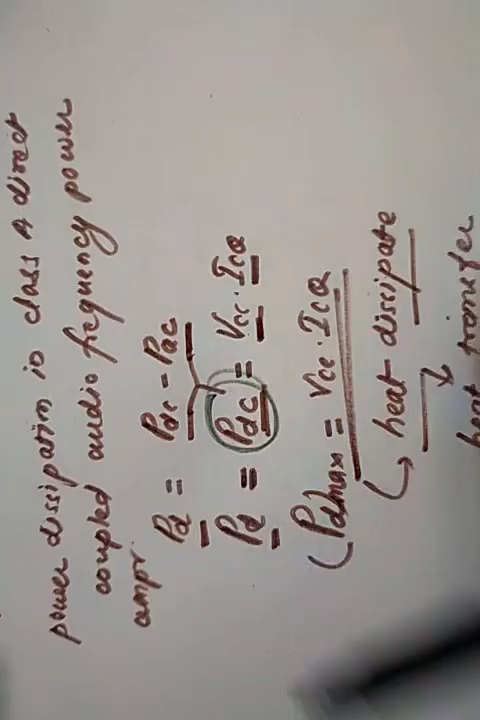 power dissipation in class A direct
coupled audio frequency power
ampr.
Pd = Pdc - Pac
Pd = Pdc = Vcc · IcQ
(Pd)max = Vcc · IcQ
↳ heat discipate
↳ heat transfer